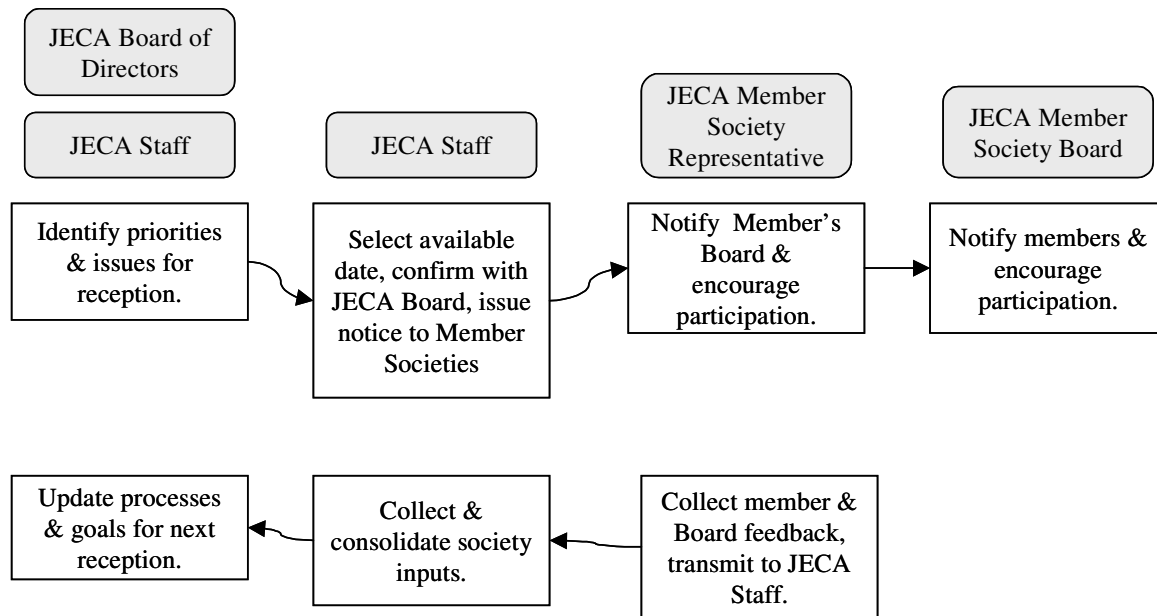 JECA Board of
Directors
JECA Staff
JECA Staff
JECA Member
Society
Representative
JECA Member
Society Board
Identify priorities
& issues for
reception.
Select available
date, confirm with
JECA Board, issue
notice to Member
Societies
Notify Member's
Board &
encourage
participation.
Notify members &
encourage
participation.
Update processes
& goals for next
reception.
Collect &
consolidate society
inputs.
Collect member &
Board feedback,
transmit to JECA
Staff.